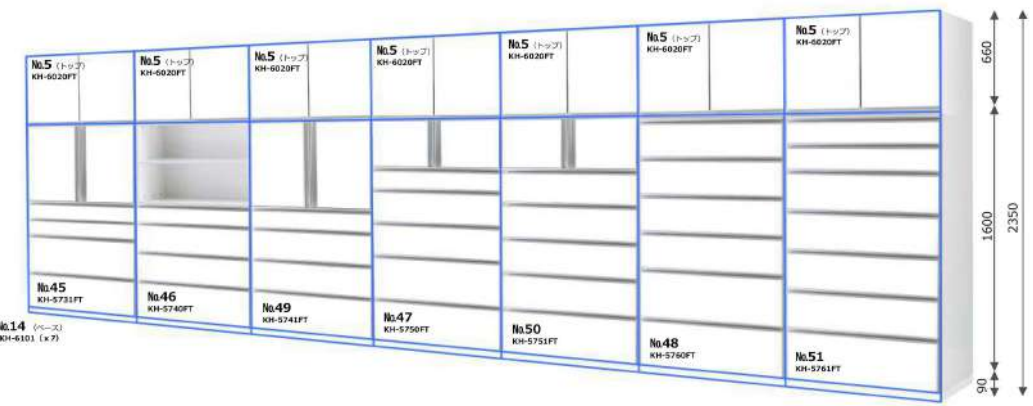 No.5 (トップ)
KH-6020FT
No.5 (トップ)
KH-6020FT
No.5 (トップ)
KH-6020FT
No.5 (トップ)
KH-6020FT
No.5 (トップ)
KH-6020FT
No.5 (トップ)
KH-6020FT
No.5 (トップ)
KH-6020FT
660
1600
2350
90
No.45
KH-5731FT
No.46
KH-5740FT
No.49
KH-5741FT
No.47
KH-5750FT
No.50
KH-5751FT
No.48
KH-5760FT
No.51
KH-5761FT
No.14 (ベース)
KH-6101 (x7)